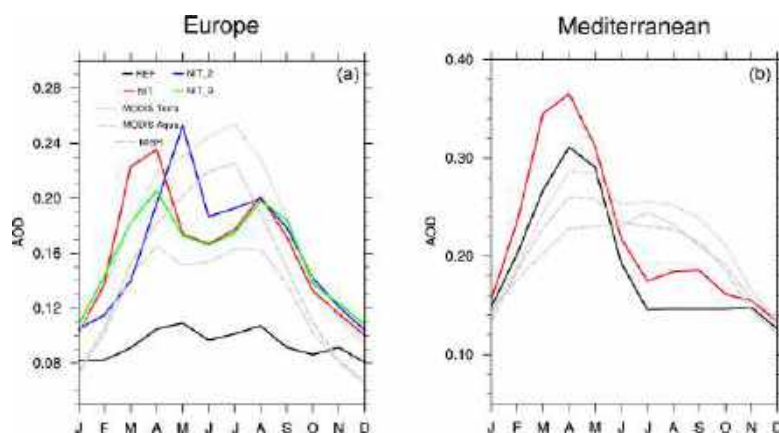 Europe
(a)
REF NIT_2
NIT NIT_3
MODIS Terra
MODIS Aqua
MISR
0.28
0.24
0.20
0.16
0.12
0.08
AOD
J F M A M J J A S O N D
Mediterranean
(b)
0.40
0.30
0.20
0.10
AOD
J F M A M J J A S O N D